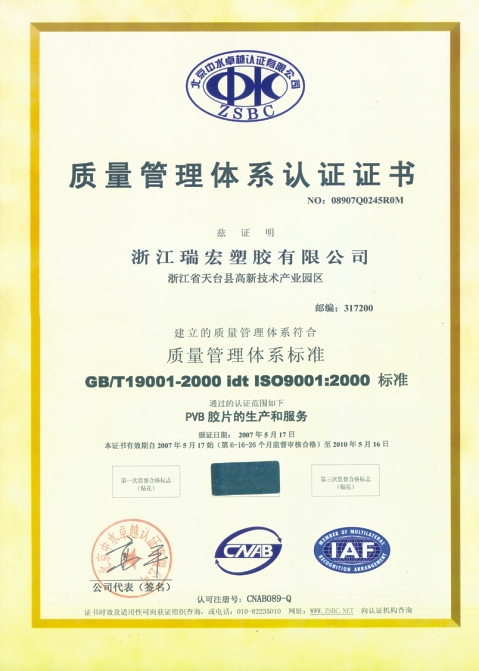 北京中水卓越认证有限公司
ZSBC
质量管理体系认证证书
NO: 08907Q0245R0M
兹 证 明
浙江瑞宏塑胶有限公司
浙江省天台县高新技术产业园区
邮编: 317200
建立的质量管理体系符合
质量管理体系标准
GB/T19001-2000 idt ISO9001:2000 标准
通过的认证范围如下
PVB 胶片的生产和服务
颁证日期: 2007 年 5 月 17 日
本证书有效期自 2007 年 5 月 17 始 (第 6-16-26 个月监督审核合格) 至 2010 年 5 月 16 日
第一次监督合格标志
(贴花)
第三次监督合格标志
(贴花)
北京中水卓越认证有限公司
CNAB
MEMBER OF MULTILATERAL
IAF
RECOGNITION ARRANGEMENT
公司代表 (签名)
认可注册号: CNAB089-Q
证书时效及适用性可向获证组织查询, 或电话: 010-82235010 网址: WWW.ZSBC.NET 向认证机构查询